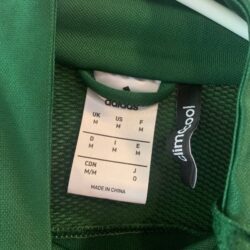 adidas
UK US F
M M M
D I E
M M M
CDN J
M/M O
MADE IN CHINA
climacool